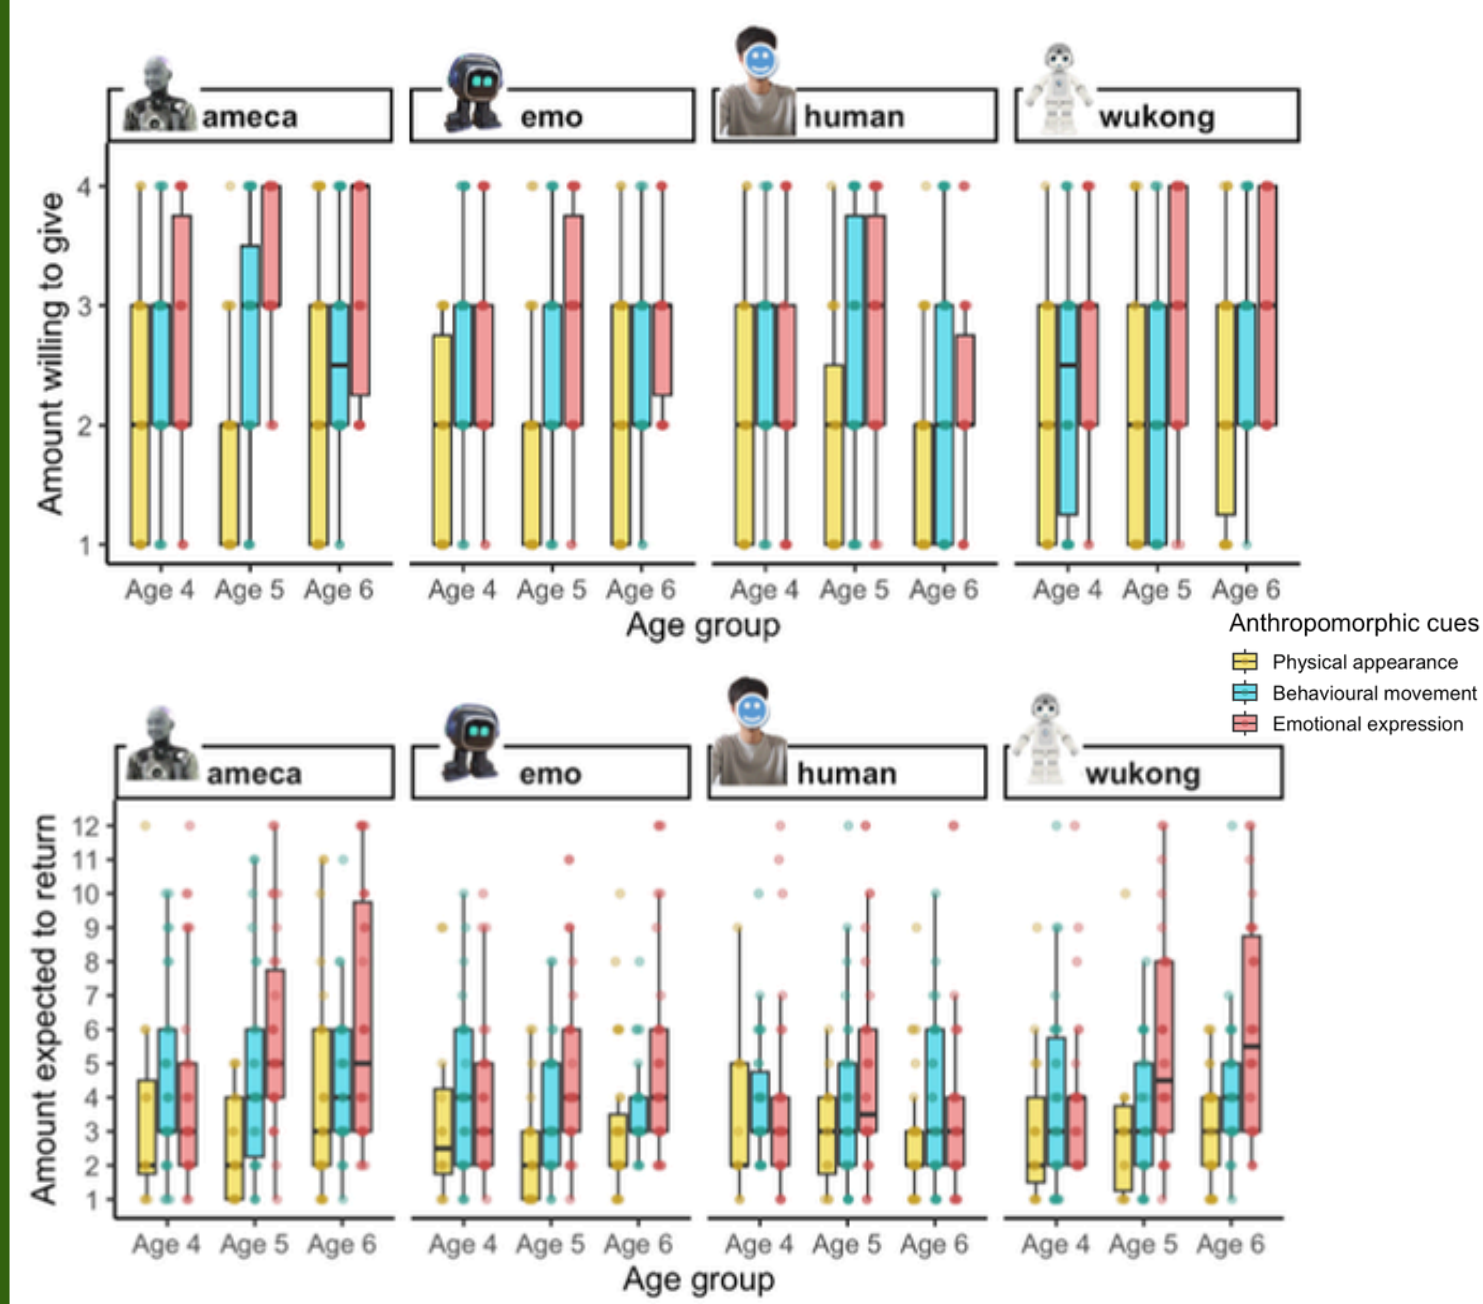 ameca emo human wukong
Amount willing to give
4
3
2
1
Age 4 Age 5 Age 6 Age 4 Age 5 Age 6 Age 4 Age 5 Age 6 Age 4 Age 5 Age 6
Age group
Anthropomorphic cues
Physical appearance
Behavioural movement
Emotional expression
ameca emo human wukong
Amount expected to return
12
11
10
9
8
7
6
5
4
3
2
1
Age 4 Age 5 Age 6 Age 4 Age 5 Age 6 Age 4 Age 5 Age 6 Age 4 Age 5 Age 6
Age group